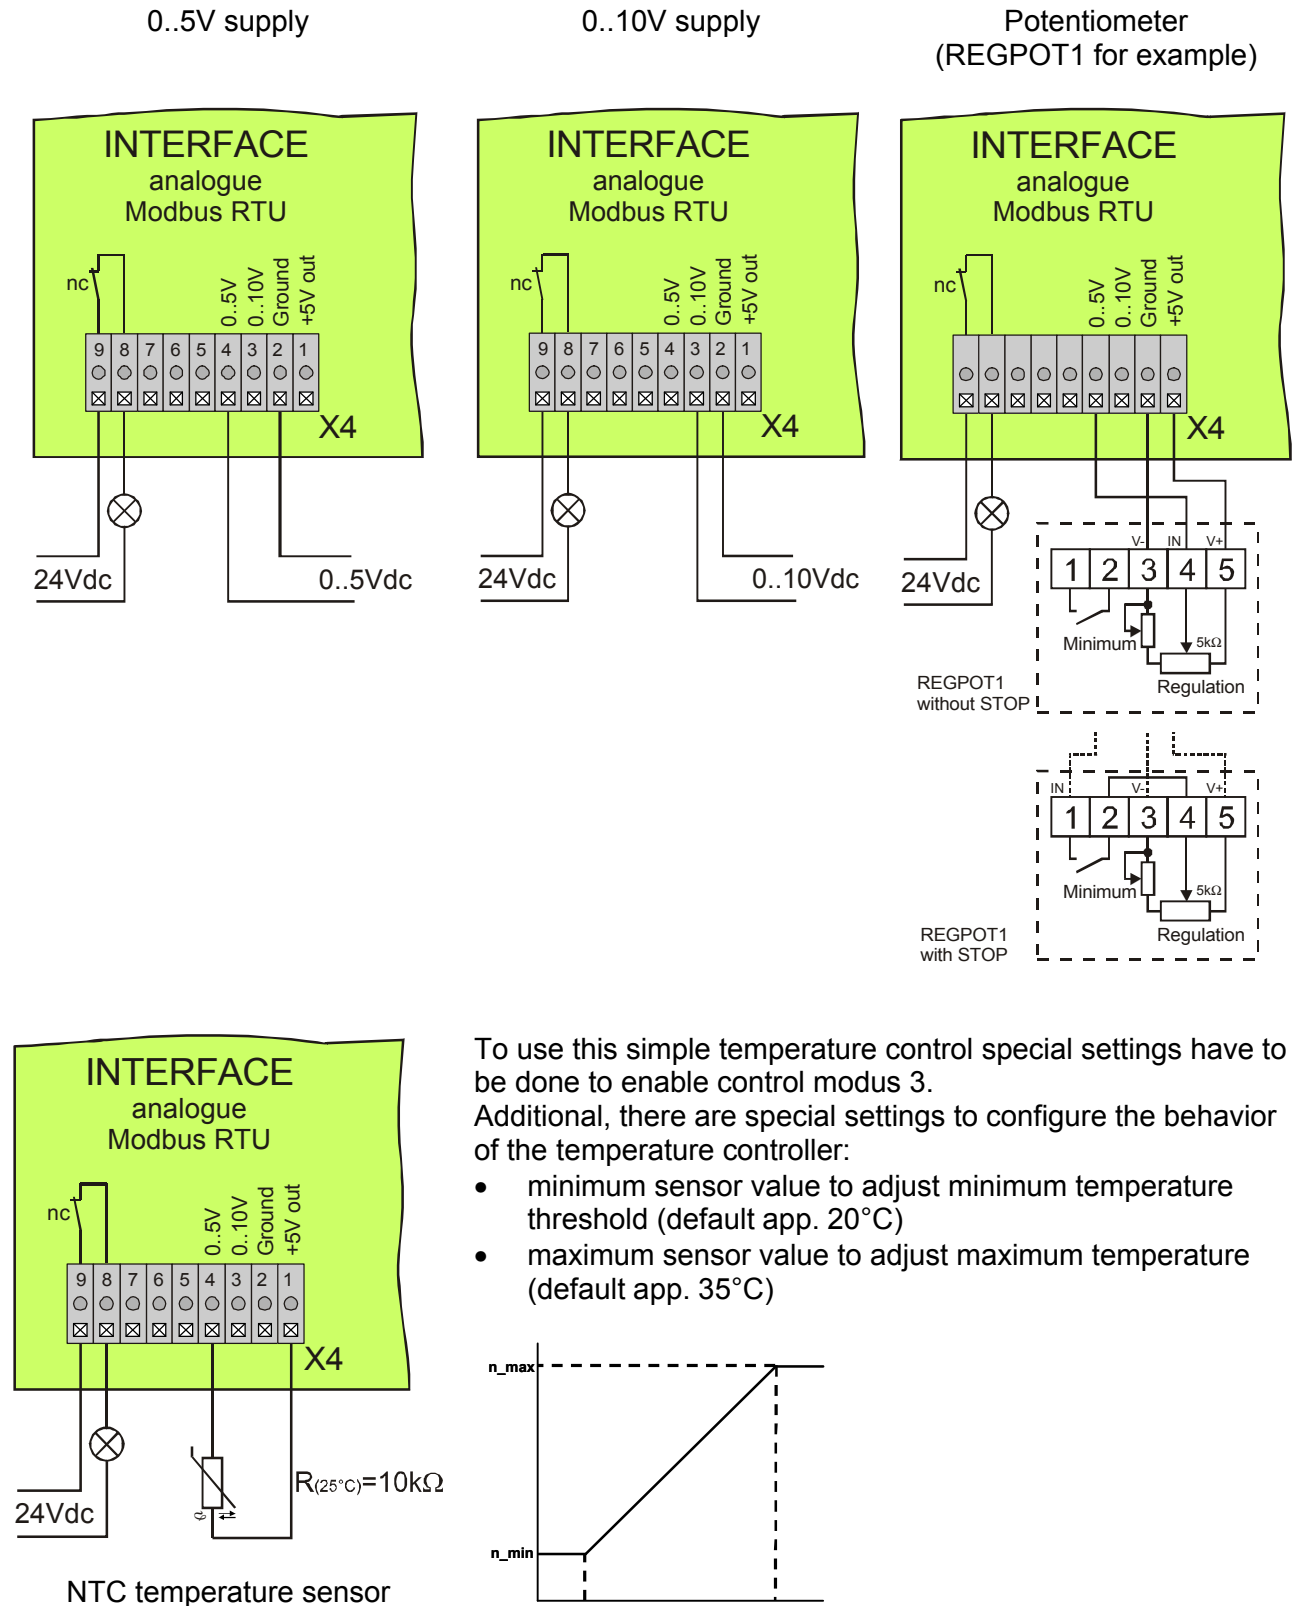 0..5V supply
0..10V supply
Potentiometer
(REGPOT1 for example)
INTERFACE
analogue
Modbus RTU
nc
0..5V
0..10V
Ground
+5V out
9 8 7 6 5 4 3 2 1
X4
24Vdc
0..5Vdc
INTERFACE
analogue
Modbus RTU
nc
0..5V
0..10V
Ground
+5V out
9 8 7 6 5 4 3 2 1
X4
24Vdc
0..10Vdc
INTERFACE
analogue
Modbus RTU
nc
0..5V
0..10V
Ground
+5V out
X4
24Vdc
V- IN V+
1 2 3 4 5
Minimum
5kΩ
Regulation
REGPOT1
without STOP
IN V- V+
1 2 3 4 5
Minimum
5kΩ
Regulation
REGPOT1
with STOP
INTERFACE
analogue
Modbus RTU
nc
0..5V
0..10V
Ground
+5V out
9 8 7 6 5 4 3 2 1
X4
24Vdc
R(25°C)=10kΩ
ϑ
NTC temperature sensor
To use this simple temperature control special settings have to
be done to enable control modus 3.
Additional, there are special settings to configure the behavior
of the temperature controller:
• minimum sensor value to adjust minimum temperature
threshold (default app. 20°C)
• maximum sensor value to adjust maximum temperature
(default app. 35°C)
n_max
n_min